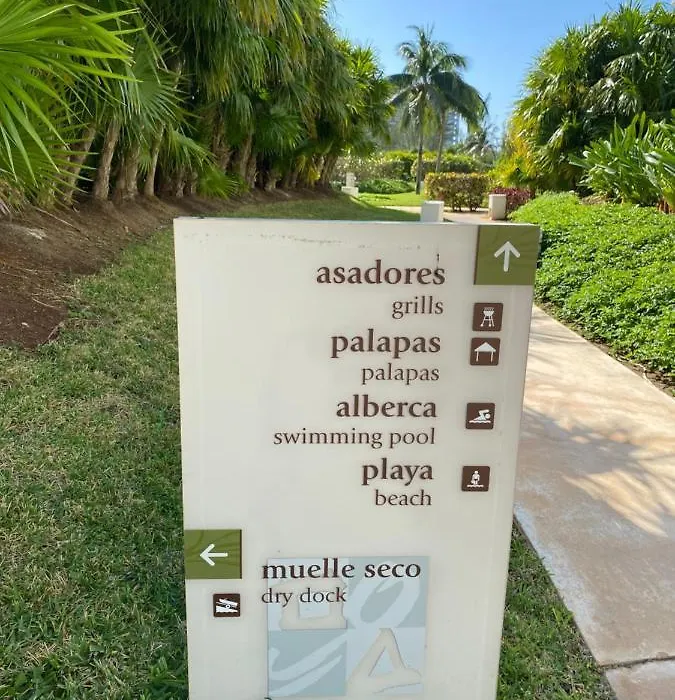 asadores
grills
palapas
palapas
alberca
swimming pool
playa
beach
muelle seco
dry dock